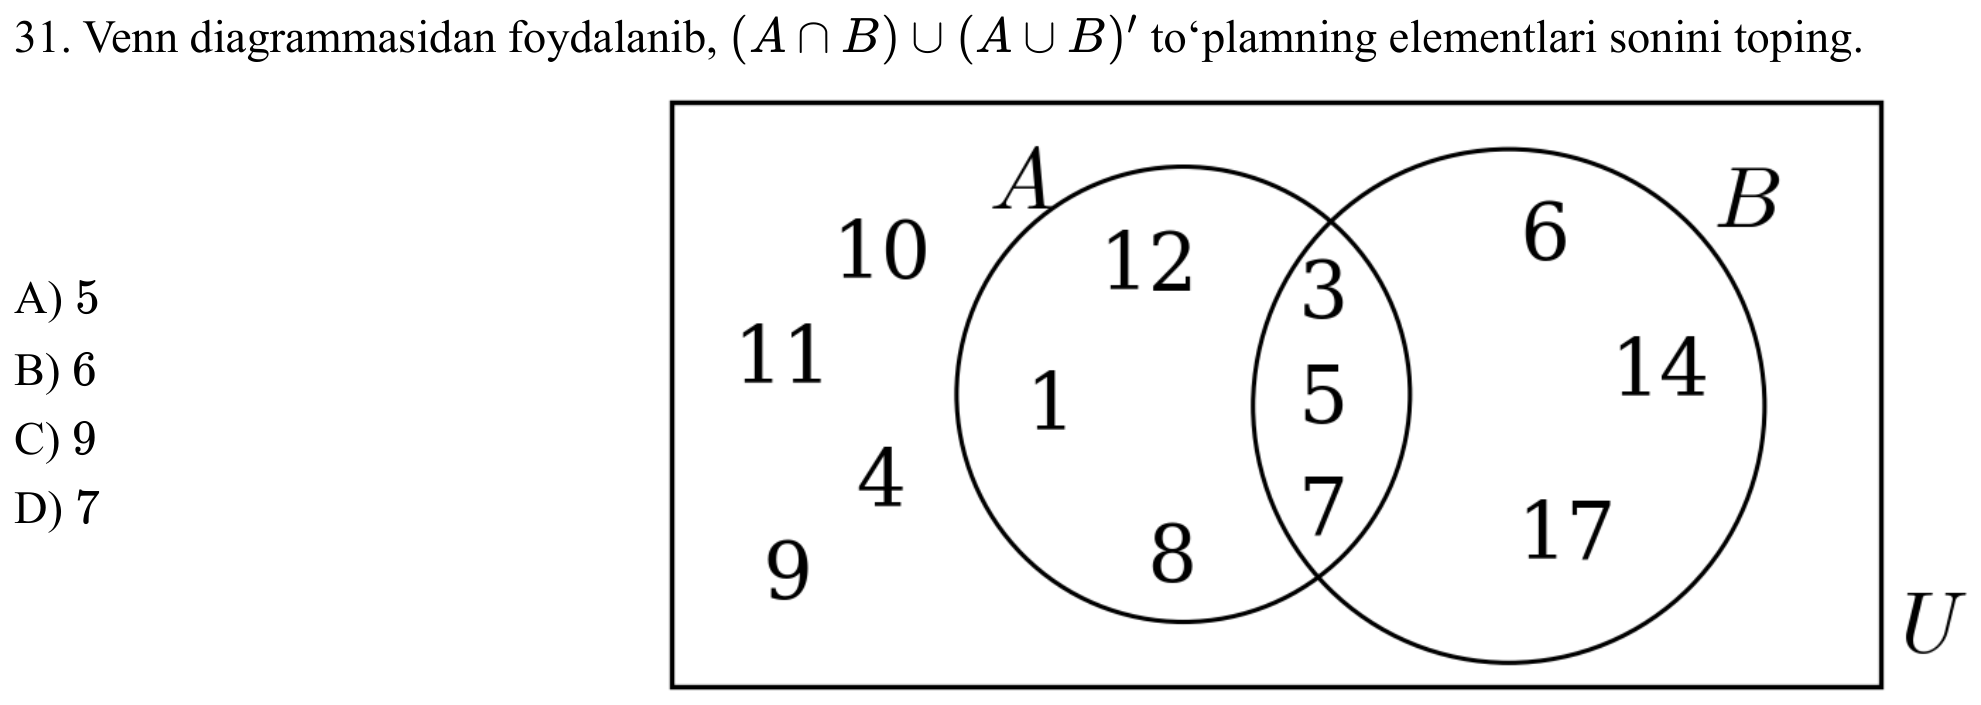 31. Venn diagrammasidan foydalanib, (A ∩ B) ∪ (A ∪ B)′ to‘plamning elementlari sonini toping.
A) 5
B) 6
C) 9
D) 7
A
B
10
12
6
3
11
14
1
5
4
7
17
8
9
U